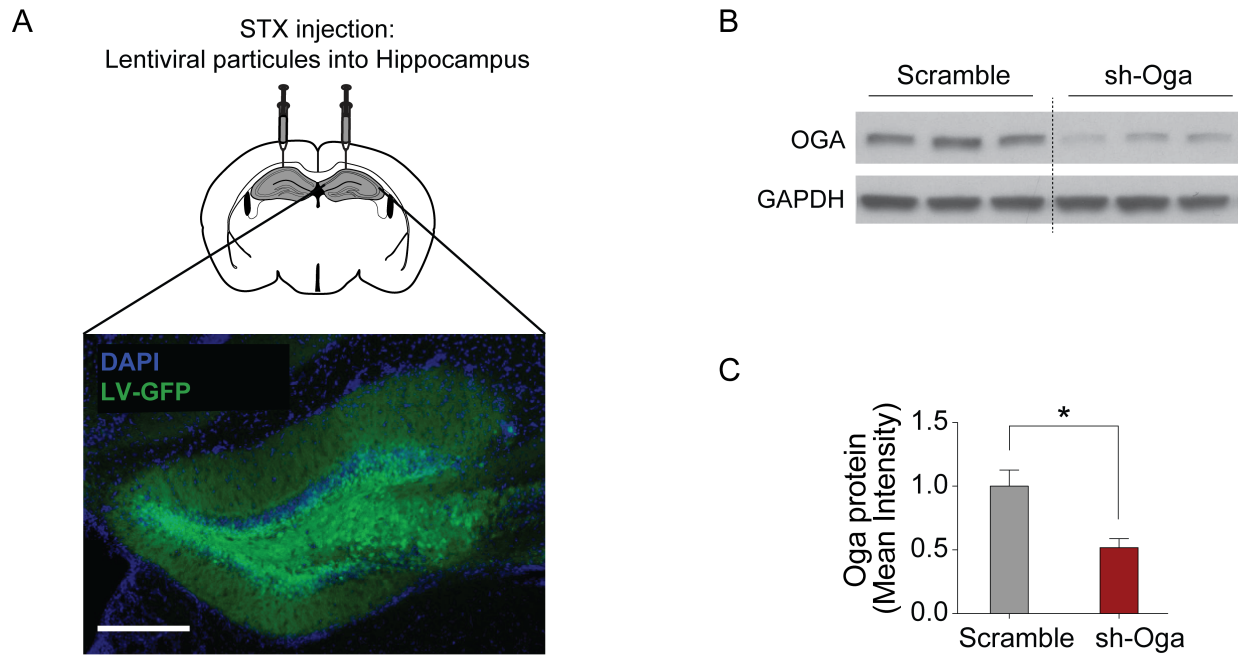 A
STX injection:
Lentiviral particules into Hippocampus
DAPI
LV-GFP
B
Scramble sh-Oga
OGA
GAPDH
C
Oga protein
(Mean Intensity)
1.5
*
1.0
0.5
0.0
Scramble sh-Oga